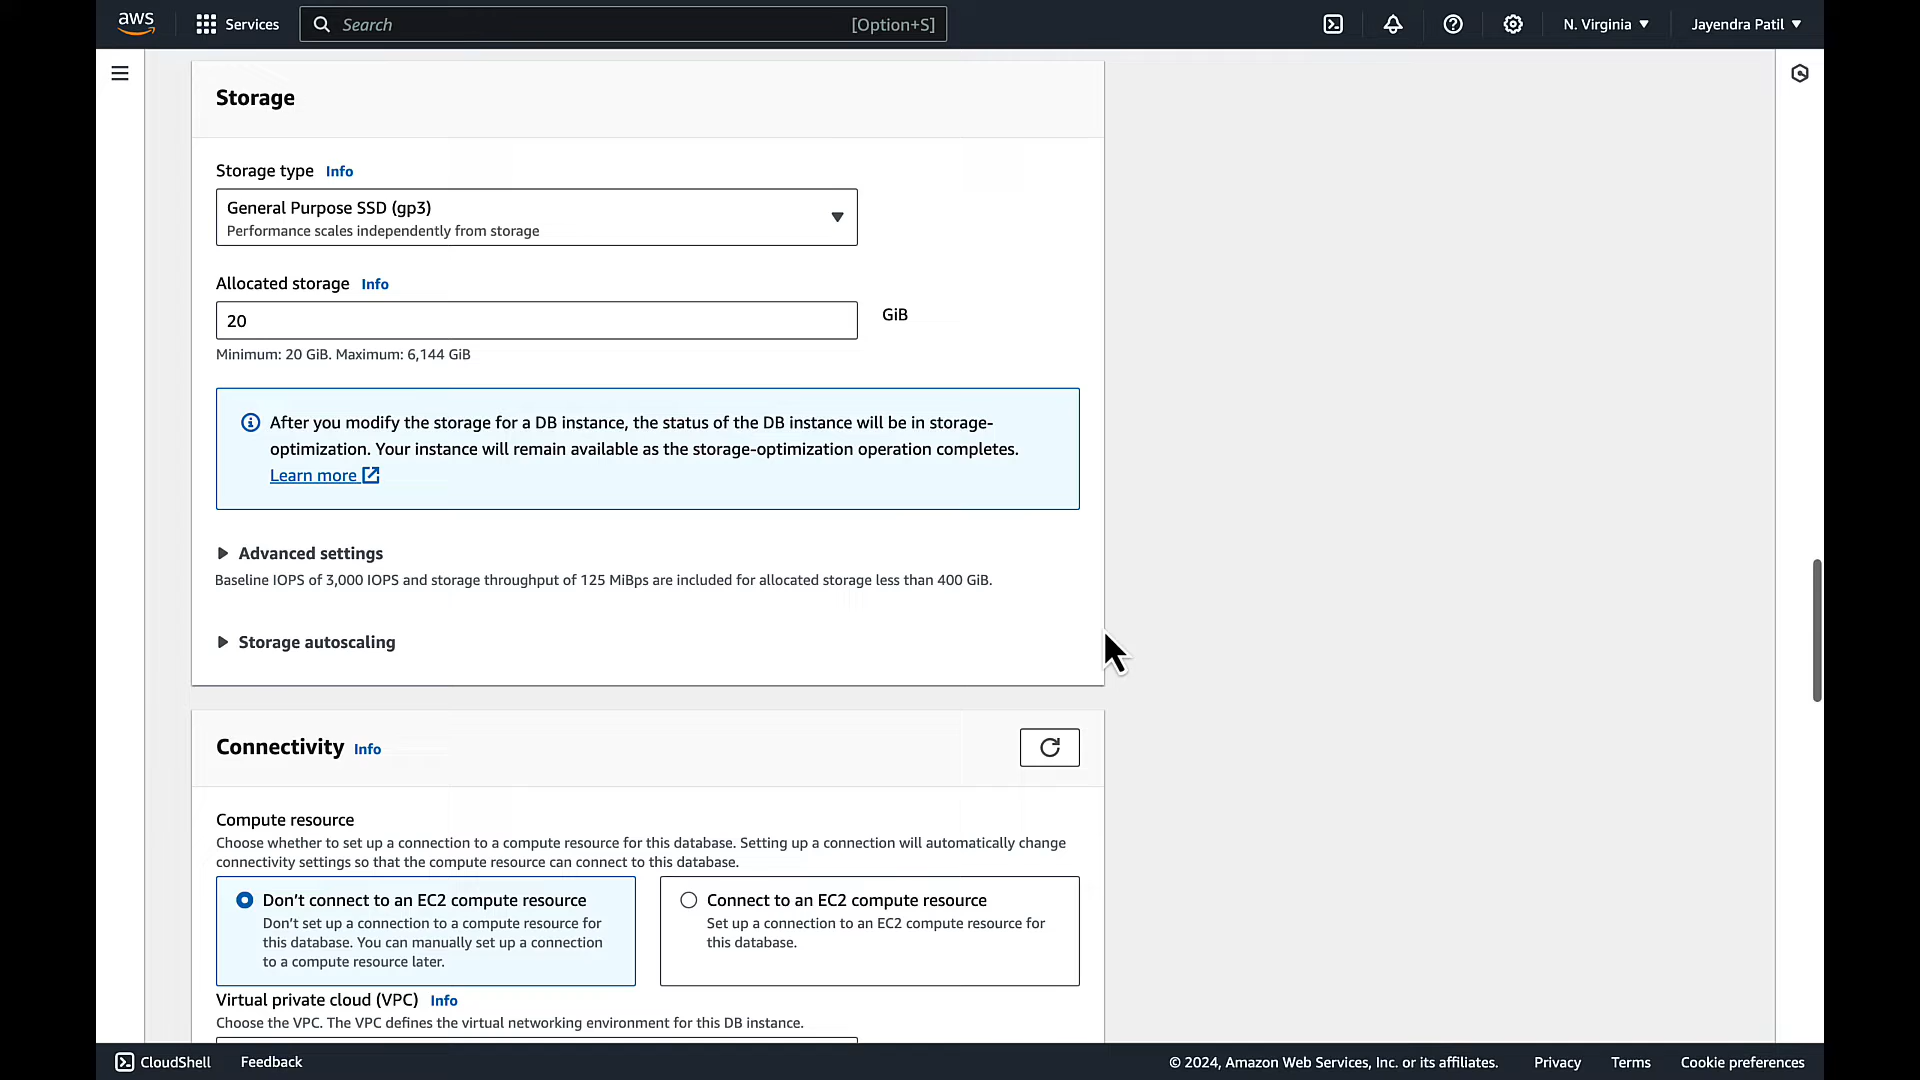 aws
Services
Search
[Option+S]
N. Virginia
Jayendra Patil
Storage
Storage type Info
General Purpose SSD (gp3)
Performance scales independently from storage
Allocated storage Info
20
GiB
Minimum: 20 GiB. Maximum: 6,144 GiB
After you modify the storage for a DB instance, the status of the DB instance will be in storage-
optimization. Your instance will remain available as the storage-optimization operation completes.
Learn more
Advanced settings
Baseline IOPS of 3,000 IOPS and storage throughput of 125 MiBps are included for allocated storage less than 400 GiB.
Storage autoscaling
Connectivity Info
Compute resource
Choose whether to set up a connection to a compute resource for this database. Setting up a connection will automatically change
connectivity settings so that the compute resource can connect to this database.
Don’t connect to an EC2 compute resource
Don’t set up a connection to a compute resource for
this database. You can manually set up a connection
to a compute resource later.
Connect to an EC2 compute resource
Set up a connection to an EC2 compute resource for
this database.
Virtual private cloud (VPC) Info
Choose the VPC. The VPC defines the virtual networking environment for this DB instance.
CloudShell
Feedback
© 2024, Amazon Web Services, Inc. or its affiliates.
Privacy
Terms
Cookie preferences